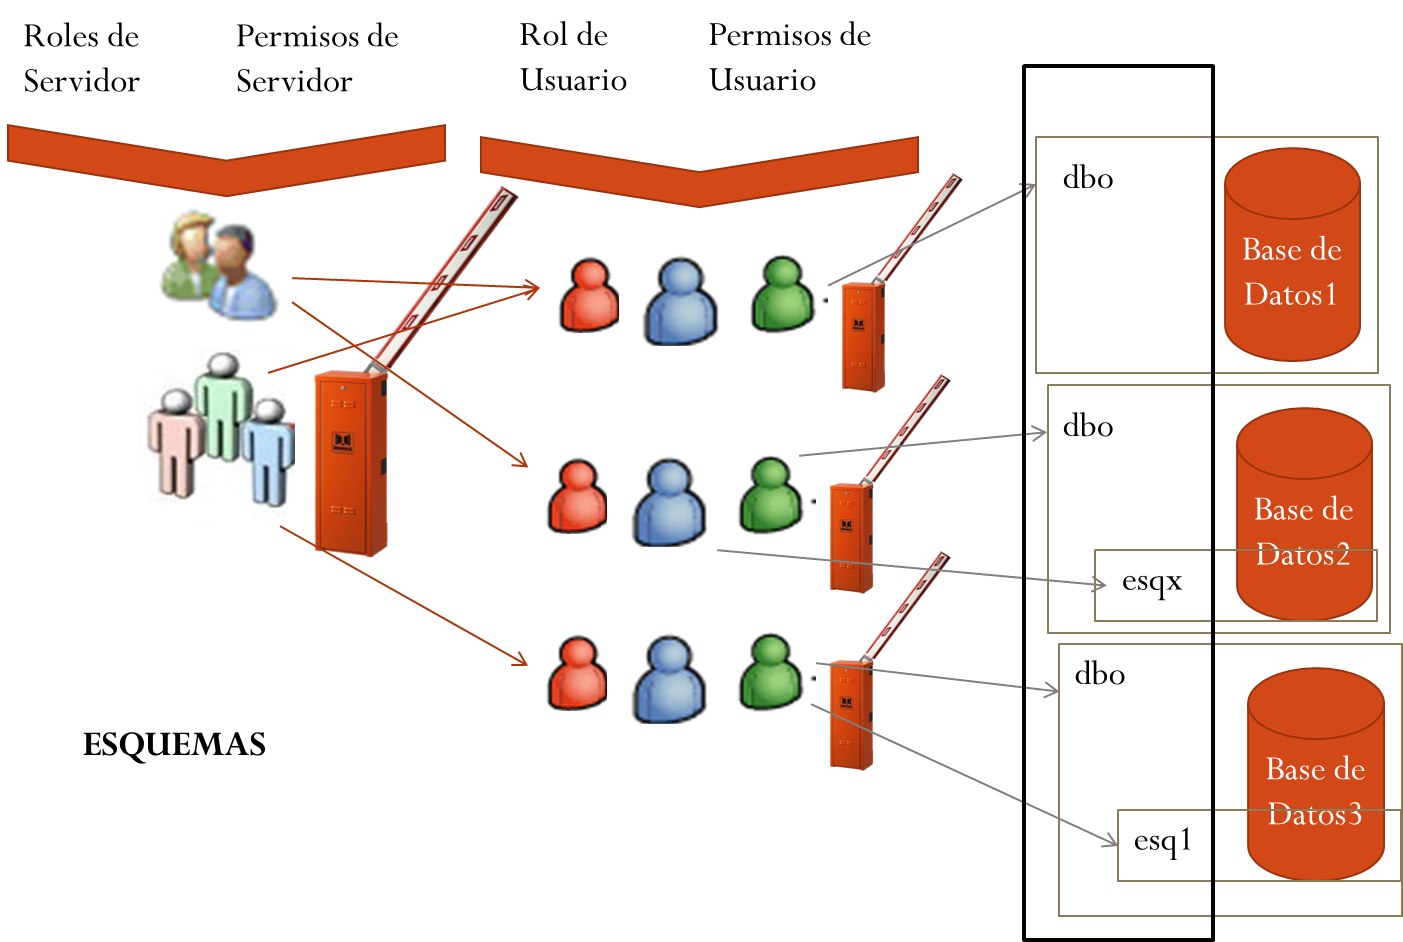 Roles de
Servidor
Permisos de
Servidor
Rol de
Usuario
Permisos de
Usuario
dbo
Base de
Datos1
dbo
Base de
Datos2
esqx
dbo
Base de
Datos3
esq1
ESQUEMAS